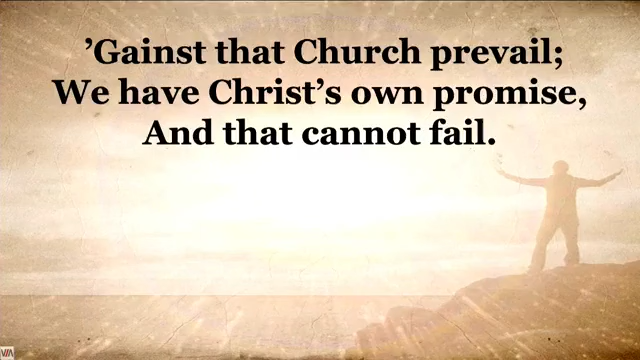 ’Gainst that Church prevail;
We have Christ’s own promise,
And that cannot fail.